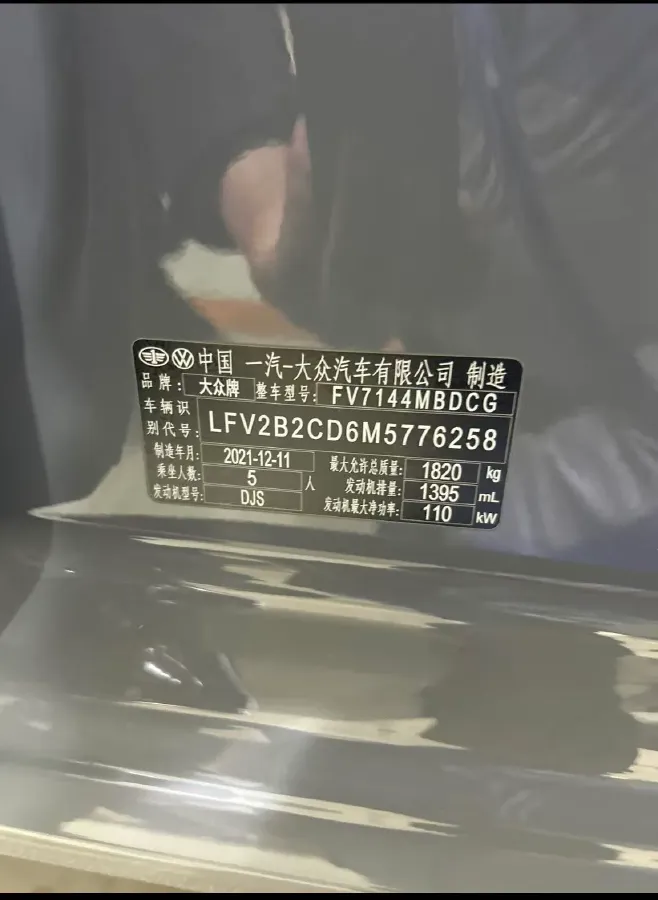 中国 一汽-大众汽车有限公司 制造
品牌: 大众牌 整车型号: FV7144MBDCG
车辆识别代号: LFV2B2CD6M5776258
制造年月: 2021-12-11 最大允许总质量: 1820 kg
乘坐人数: 5 人 发动机排量: 1395 mL
发动机型号: DJS 发动机最大净功率: 110 kW